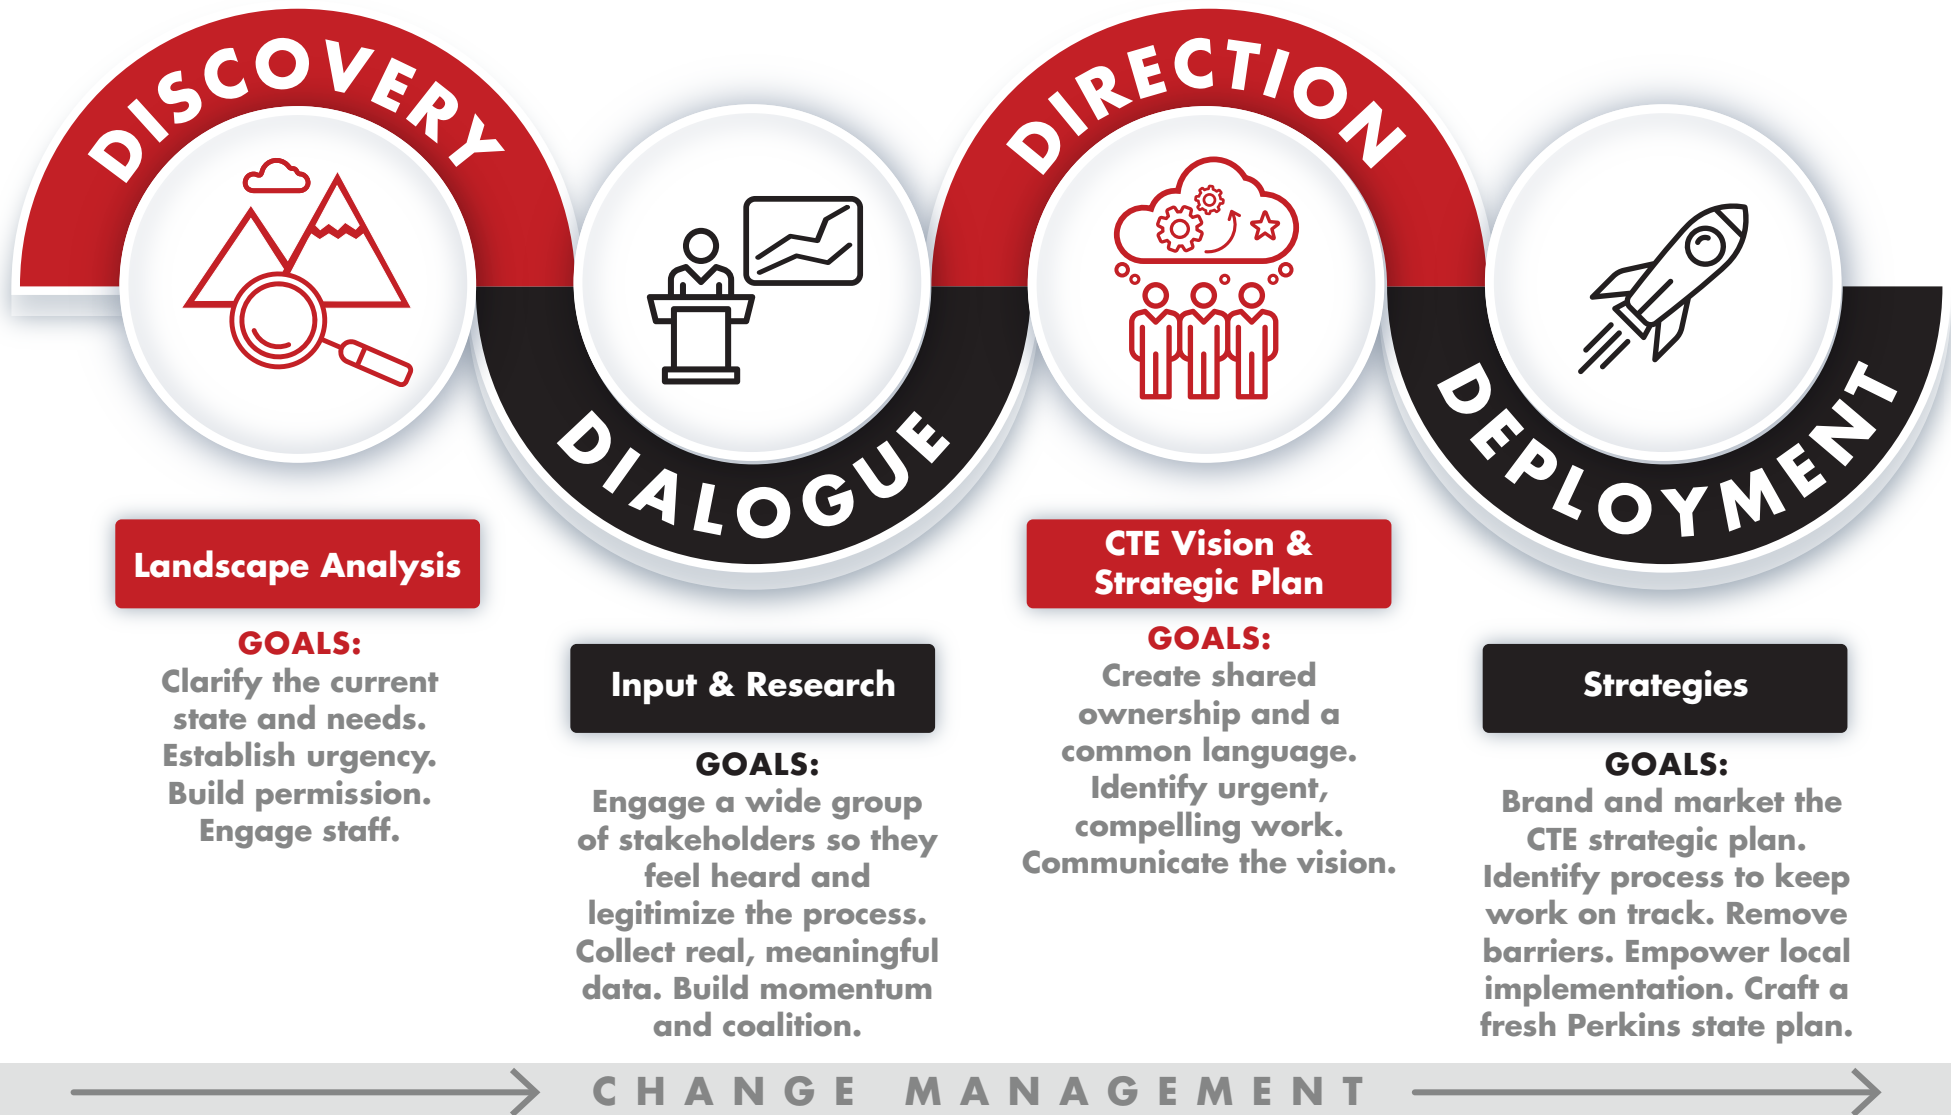 DISCOVERY
Landscape Analysis
GOALS:
Clarify the current
state and needs.
Establish urgency.
Build permission.
Engage staff.
DIALOGUE
Input & Research
GOALS:
Engage a wide group
of stakeholders so they
feel heard and
legitimize the process.
Collect real, meaningful
data. Build momentum
and coalition.
DIRECTION
CTE Vision &
Strategic Plan
GOALS:
Create shared
ownership and a
common language.
Identify urgent,
compelling work.
Communicate the vision.
DEPLOYMENT
Strategies
GOALS:
Brand and market the
CTE strategic plan.
Identify process to keep
work on track. Remove
barriers. Empower local
implementation. Craft a
fresh Perkins state plan.
CHANGE MANAGEMENT